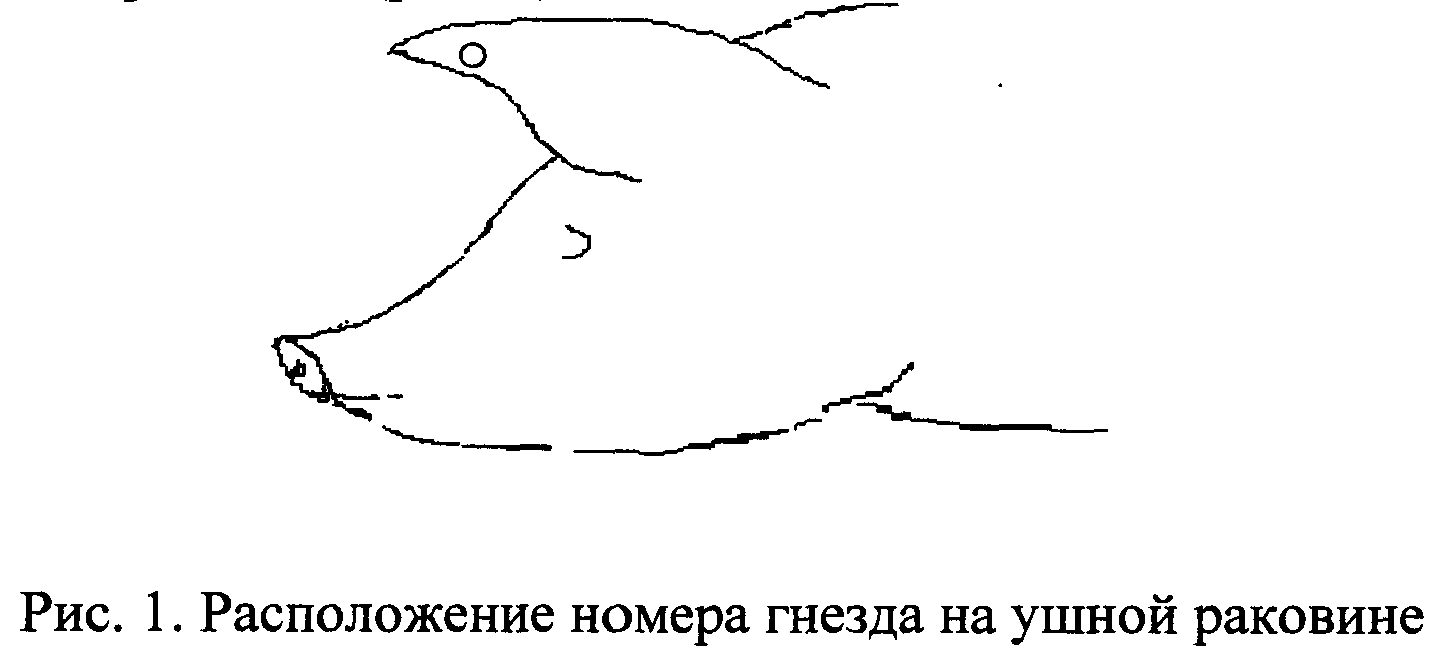 Рис. 1. Расположение номера гнезда на ушной раковине